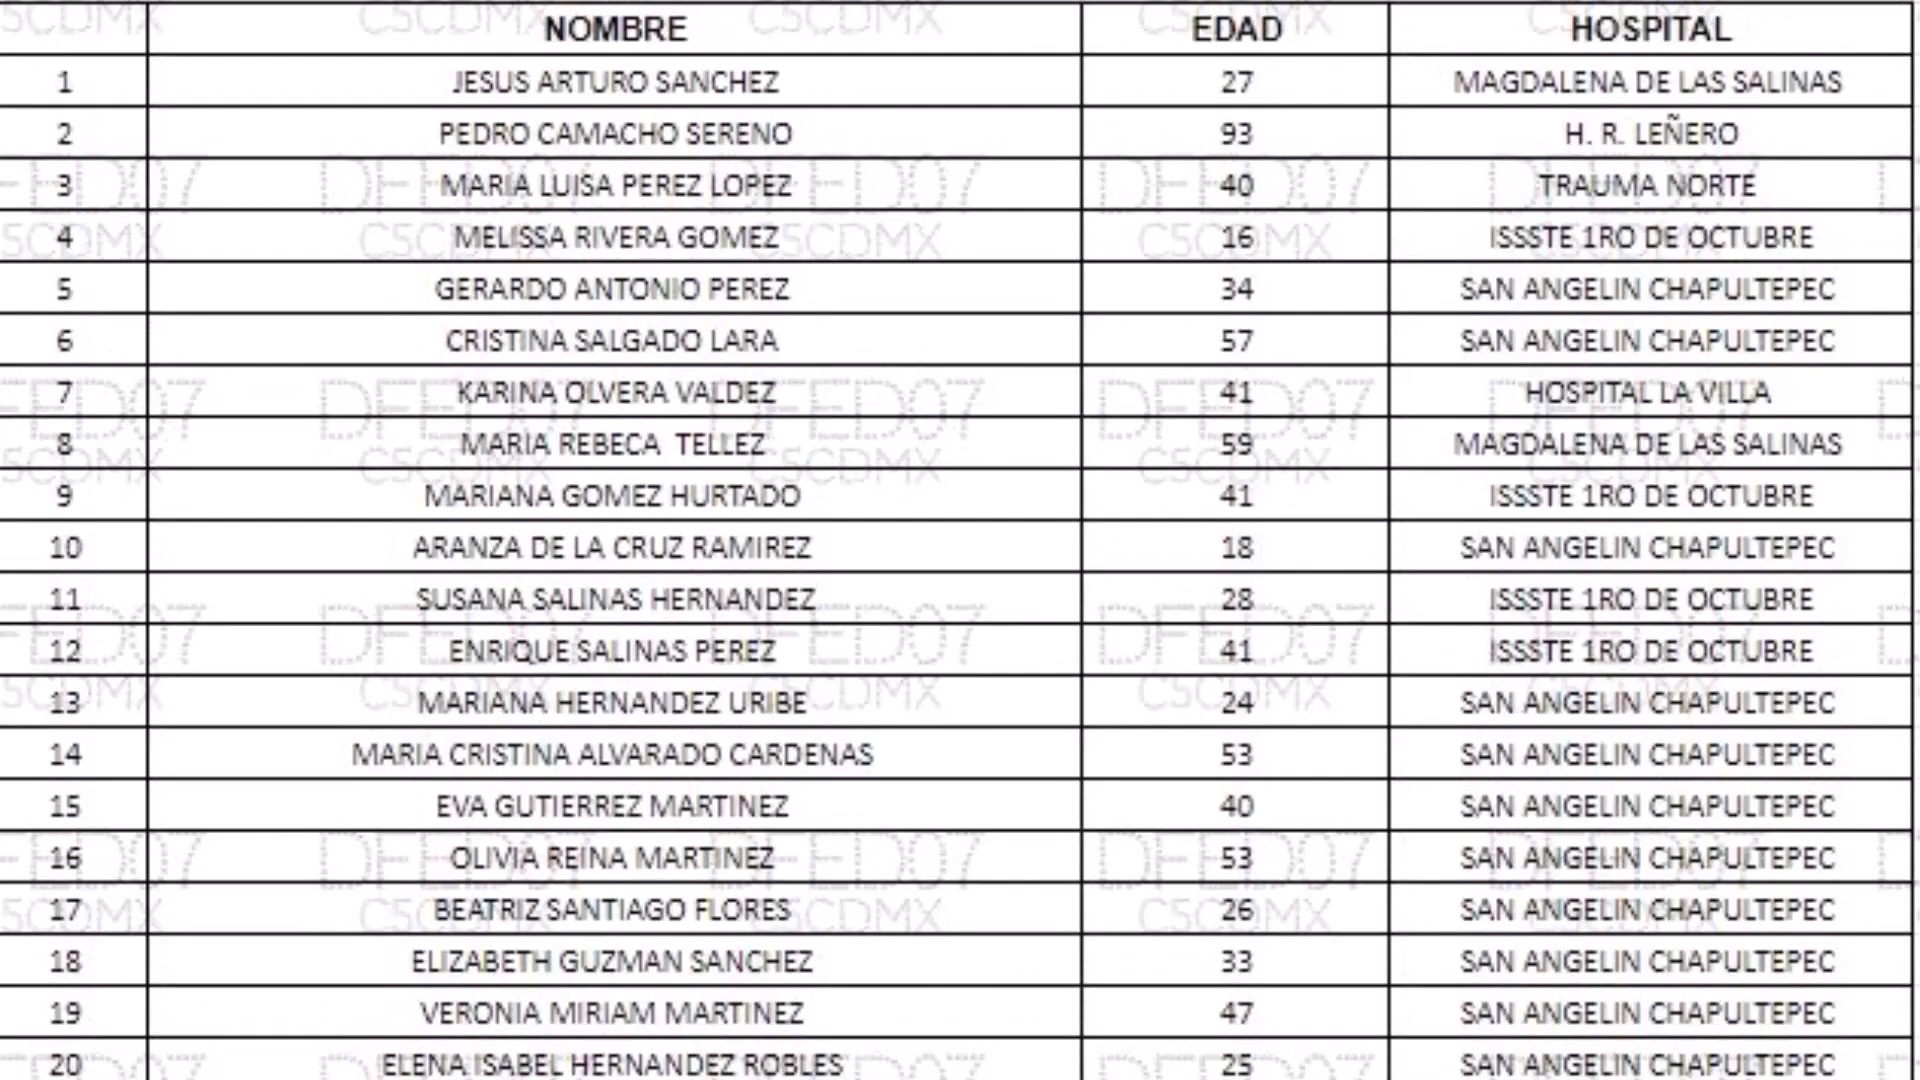 NOMBRE EDAD HOSPITAL
1 JESUS ARTURO SANCHEZ 27 MAGDALENA DE LAS SALINAS
2 PEDRO CAMACHO SERENO 93 H. R. LEÑERO
3 MARIA LUISA PEREZ LOPEZ 40 TRAUMA NORTE
4 MELISSA RIVERA GOMEZ 16 ISSSTE 1RO DE OCTUBRE
5 GERARDO ANTONIO PEREZ 34 SAN ANGELIN CHAPULTEPEC
6 CRISTINA SALGADO LARA 57 SAN ANGELIN CHAPULTEPEC
7 KARINA OLVERA VALDEZ 41 HOSPITAL LA VILLA
8 MARIA REBECA TELLEZ 59 MAGDALENA DE LAS SALINAS
9 MARIANA GOMEZ HURTADO 41 ISSSTE 1RO DE OCTUBRE
10 ARANZA DE LA CRUZ RAMIREZ 18 SAN ANGELIN CHAPULTEPEC
11 SUSANA SALINAS HERNANDEZ 28 ISSSTE 1RO DE OCTUBRE
12 ENRIQUE SALINAS PEREZ 41 ISSSTE 1RO DE OCTUBRE
13 MARIANA HERNANDEZ URIBE 24 SAN ANGELIN CHAPULTEPEC
14 MARIA CRISTINA ALVARADO CARDENAS 53 SAN ANGELIN CHAPULTEPEC
15 EVA GUTIERREZ MARTINEZ 40 SAN ANGELIN CHAPULTEPEC
16 OLIVIA REINA MARTINEZ 53 SAN ANGELIN CHAPULTEPEC
17 BEATRIZ SANTIAGO FLORES 26 SAN ANGELIN CHAPULTEPEC
18 ELIZABETH GUZMAN SANCHEZ 33 SAN ANGELIN CHAPULTEPEC
19 VERONIA MIRIAM MARTINEZ 47 SAN ANGELIN CHAPULTEPEC
20 ELENA ISABEL HERNANDEZ ROBLES 25 SAN ANGELIN CHAPULTEPEC